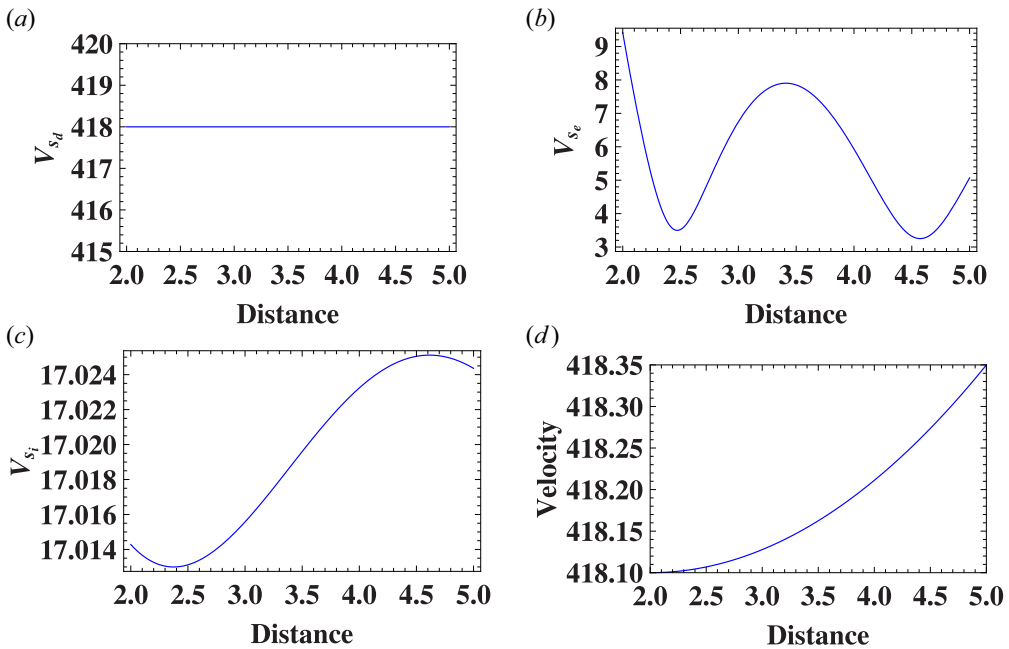 (a)
420
419
418
417
416
415
V_{s_d}
2.0 2.5 3.0 3.5 4.0 4.5 5.0
Distance
(b)
9
8
7
6
5
4
3
V_{s_e}
2.0 2.5 3.0 3.5 4.0 4.5 5.0
Distance
(c)
17.024
17.022
17.020
17.018
17.016
17.014
V_{s_i}
2.0 2.5 3.0 3.5 4.0 4.5 5.0
Distance
(d)
418.35
418.30
418.25
418.20
418.15
418.10
Velocity
2.0 2.5 3.0 3.5 4.0 4.5 5.0
Distance